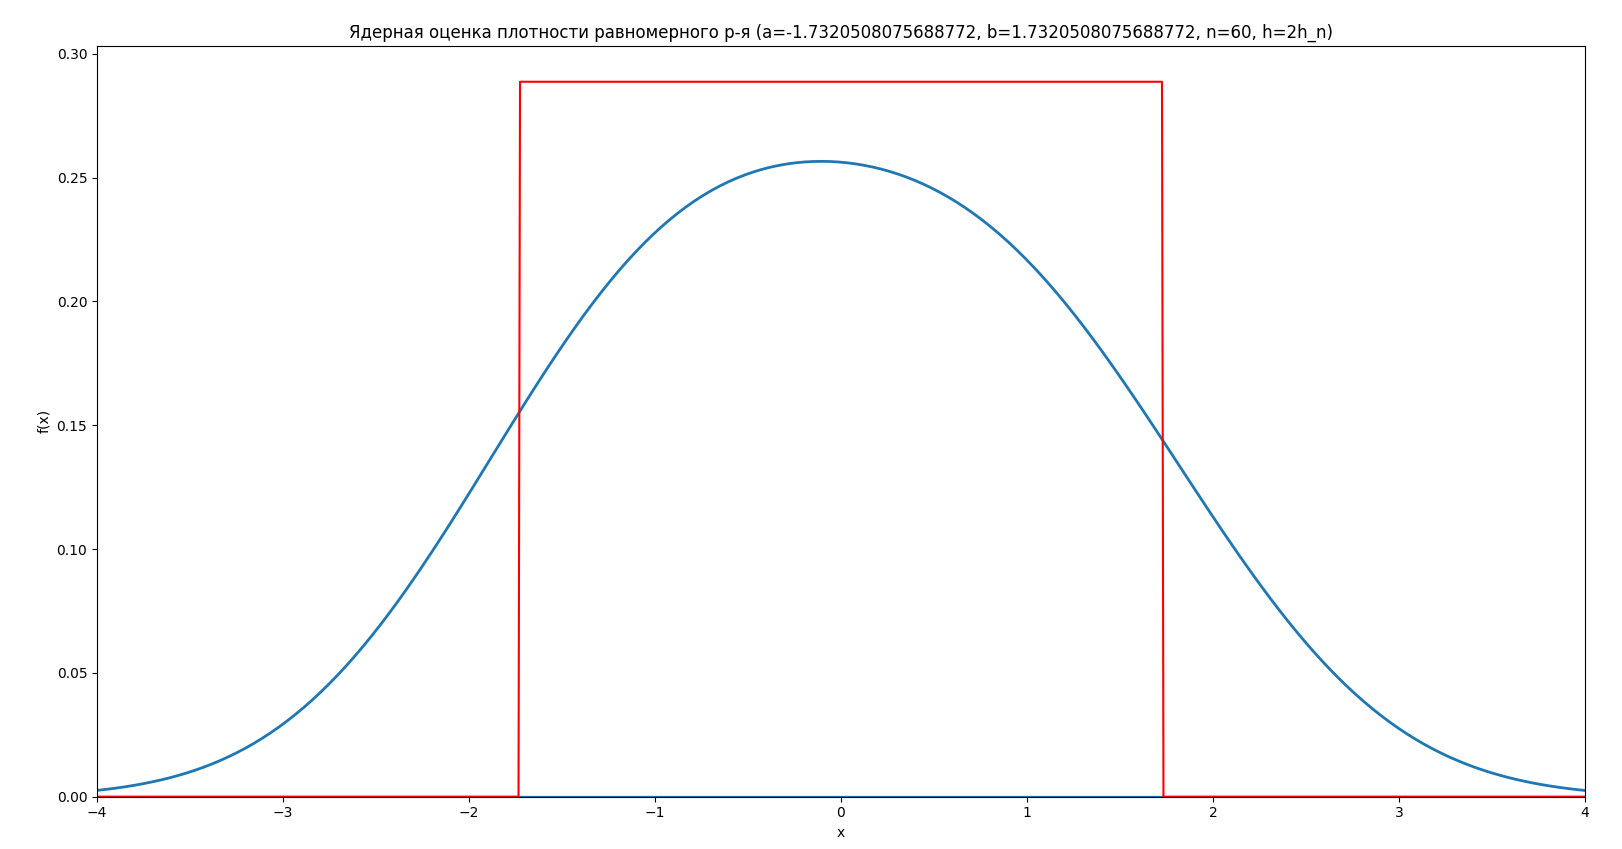 Ядерная оценка плотности равномерного р-я (a=-1.7320508075688772, b=1.7320508075688772, n=60, h=2h_n)
0.30
0.25
0.20
0.15
0.10
0.05
0.00
f(x)
−4 −3 −2 −1 0 1 2 3 4
x